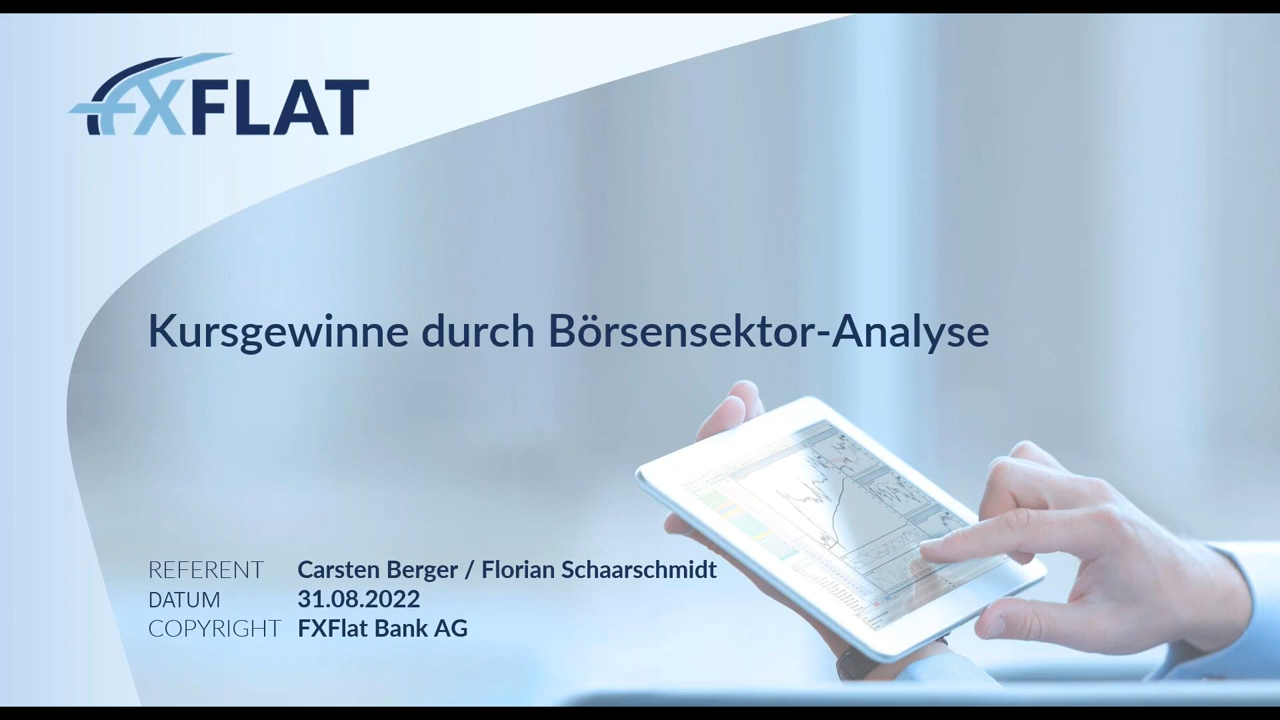 fXFLAT
Kursgewinne durch Börsensektor-Analyse
REFERENT Carsten Berger / Florian Schaarschmidt
DATUM 31.08.2022
COPYRIGHT FXFlat Bank AG